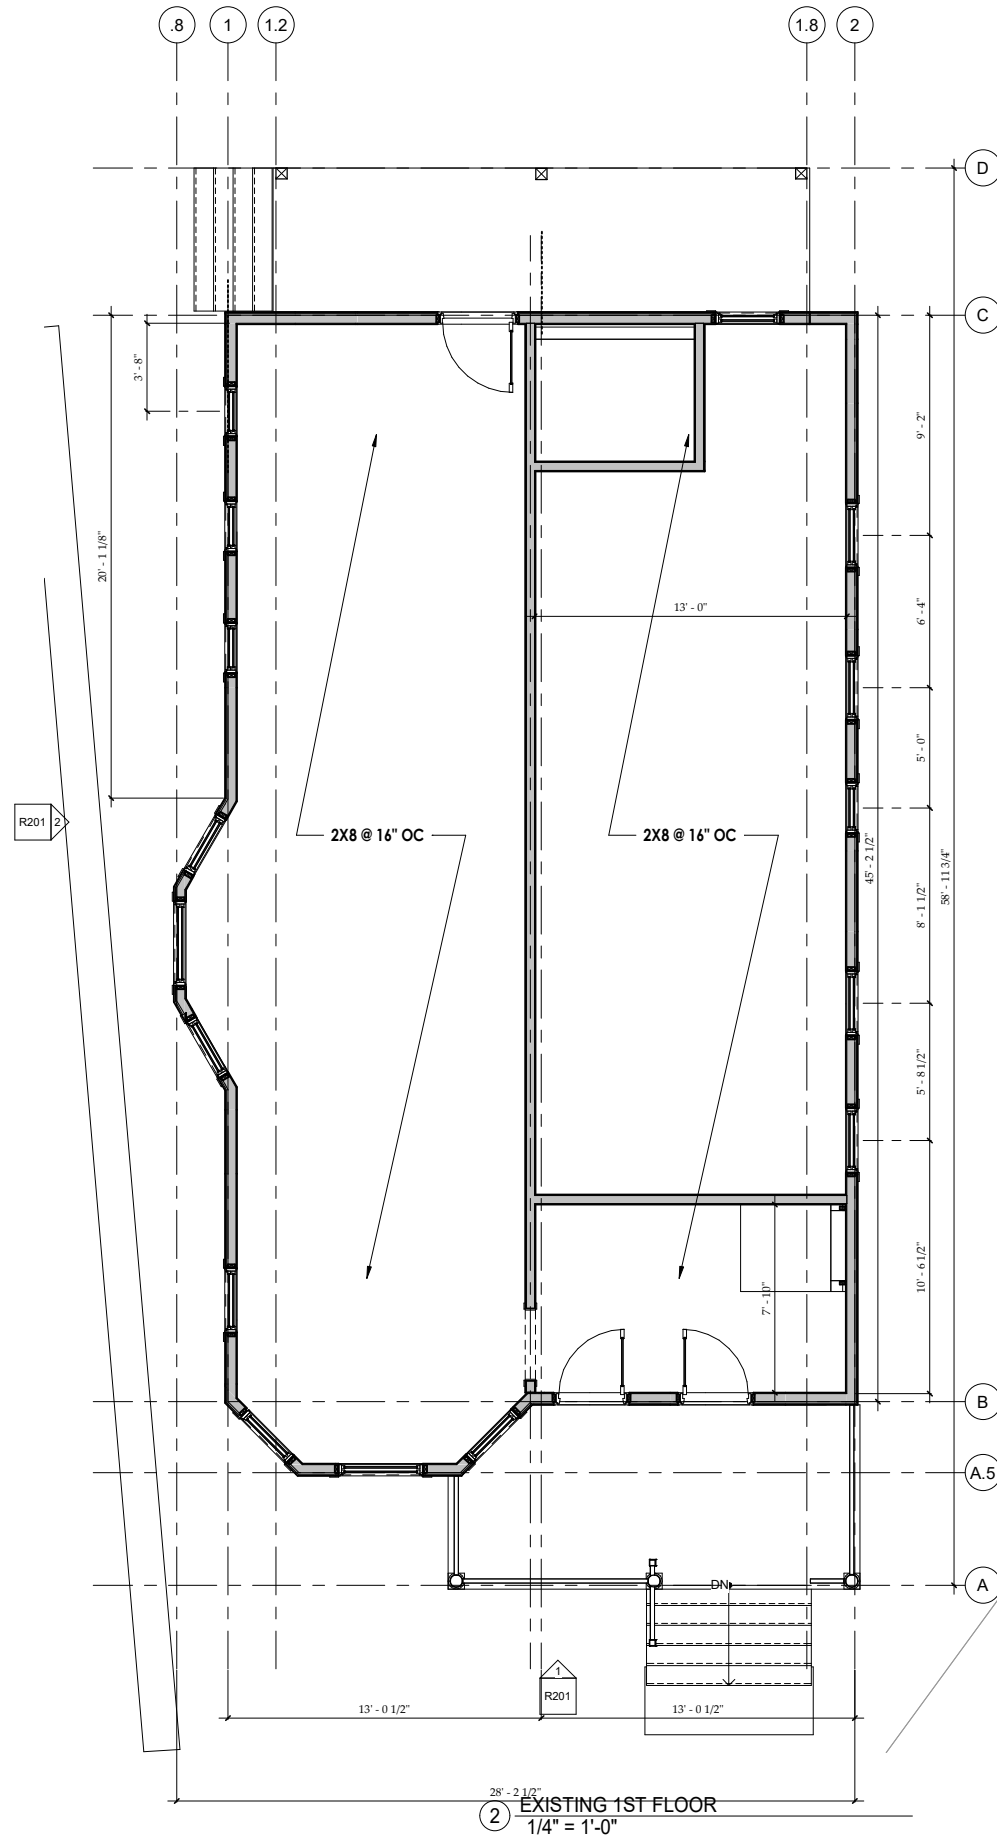 .8
1
1.2
1.8
2
D
C
3' - 8"
9' - 2"
20' - 1 1/8"
6' - 4"
13' - 0"
5' - 0"
R201 2
2X8 @ 16" OC
2X8 @ 16" OC
45' - 2 1/2"
58' - 11 3/4"
8' - 1 1/2"
5' - 8 1/2"
10' - 6 1/2"
7' - 10"
B
A.5
A
DN
1
R201
13' - 0 1/2"
13' - 0 1/2"
28' - 2 1/2"
2
EXISTING 1ST FLOOR
1/4" = 1'-0"